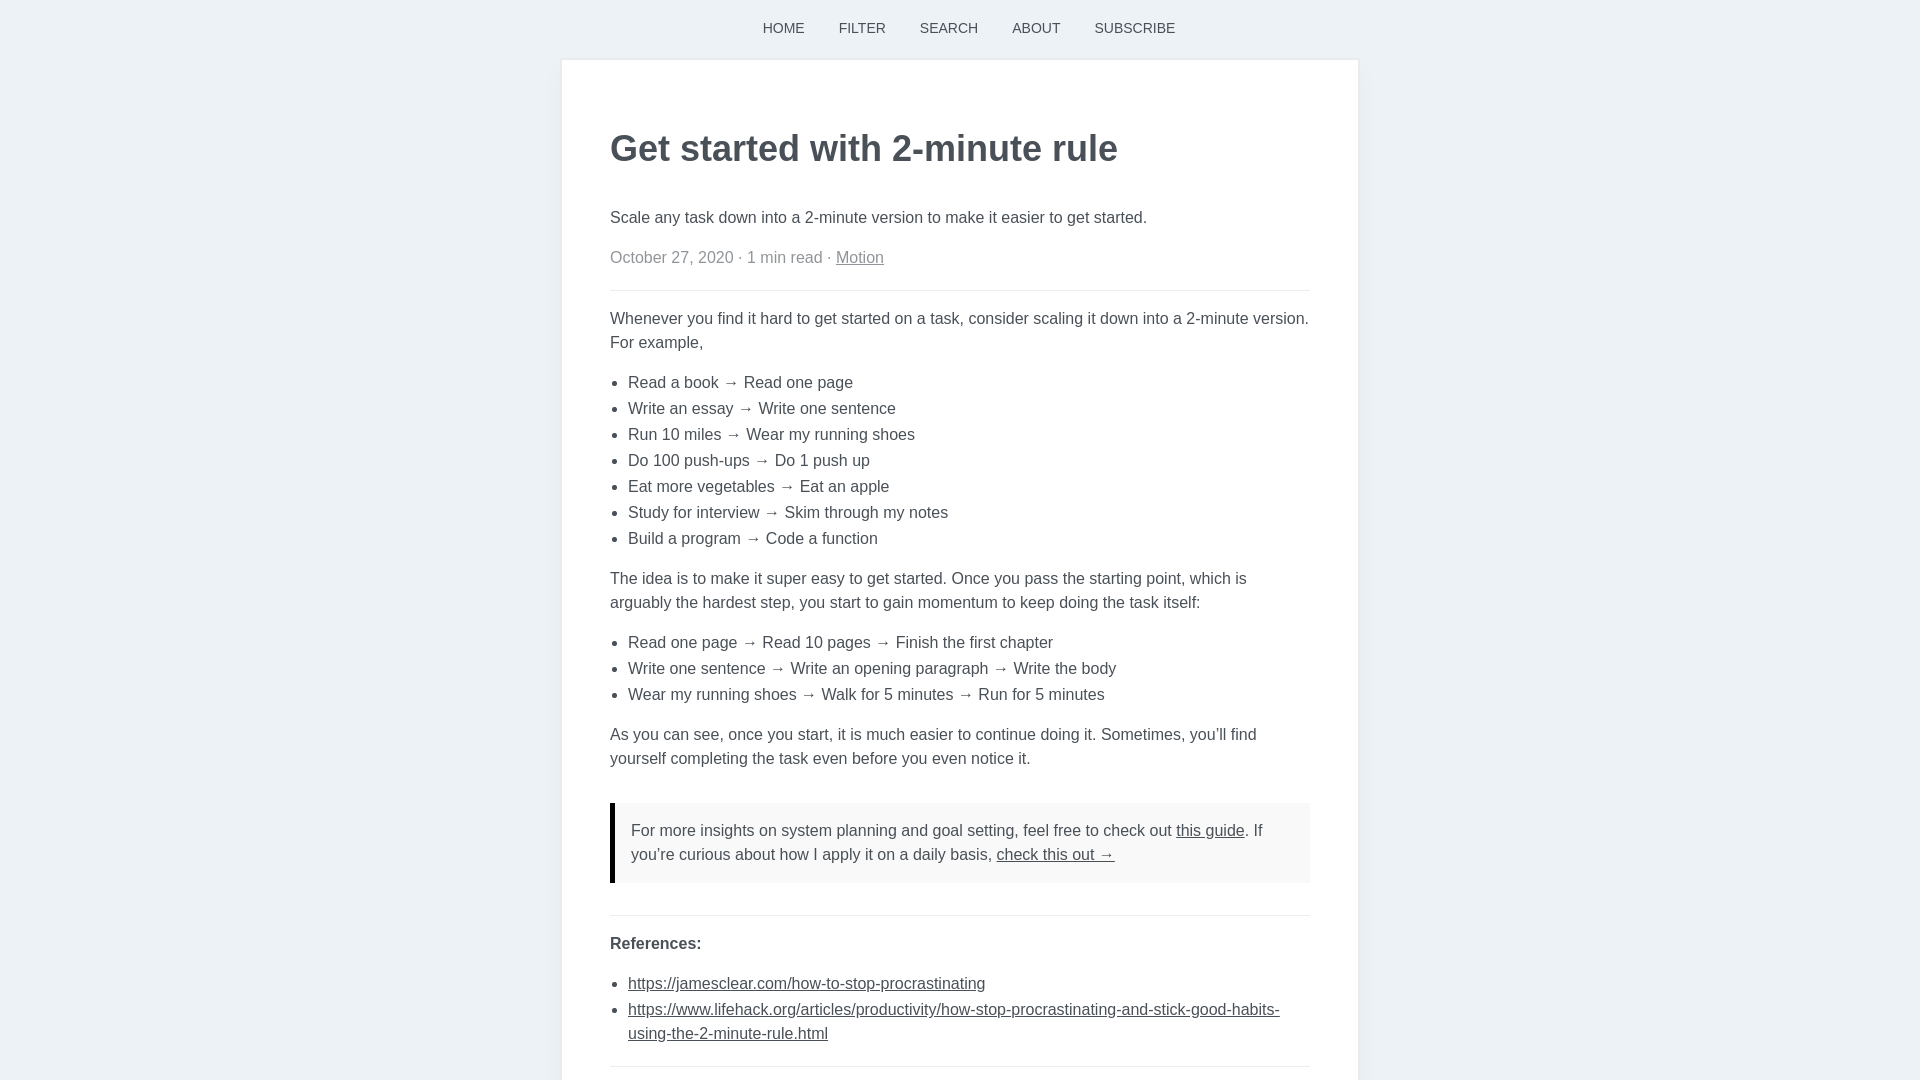 HOME FILTER SEARCH ABOUT SUBSCRIBE
Get started with 2-minute rule
Scale any task down into a 2-minute version to make it easier to get started.
October 27, 2020 · 1 min read · Motion
Whenever you find it hard to get started on a task, consider scaling it down into a 2-minute version.
For example,
• Read a book → Read one page
• Write an essay → Write one sentence
• Run 10 miles → Wear my running shoes
• Do 100 push-ups → Do 1 push up
• Eat more vegetables → Eat an apple
• Study for interview → Skim through my notes
• Build a program → Code a function
The idea is to make it super easy to get started. Once you pass the starting point, which is
arguably the hardest step, you start to gain momentum to keep doing the task itself:
• Read one page → Read 10 pages → Finish the first chapter
• Write one sentence → Write an opening paragraph → Write the body
• Wear my running shoes → Walk for 5 minutes → Run for 5 minutes
As you can see, once you start, it is much easier to continue doing it. Sometimes, you’ll find
yourself completing the task even before you even notice it.
For more insights on system planning and goal setting, feel free to check out this guide. If
you’re curious about how I apply it on a daily basis, check this out →
References:
• https://jamesclear.com/how-to-stop-procrastinating
• https://www.lifehack.org/articles/productivity/how-stop-procrastinating-and-stick-good-habits-
using-the-2-minute-rule.html